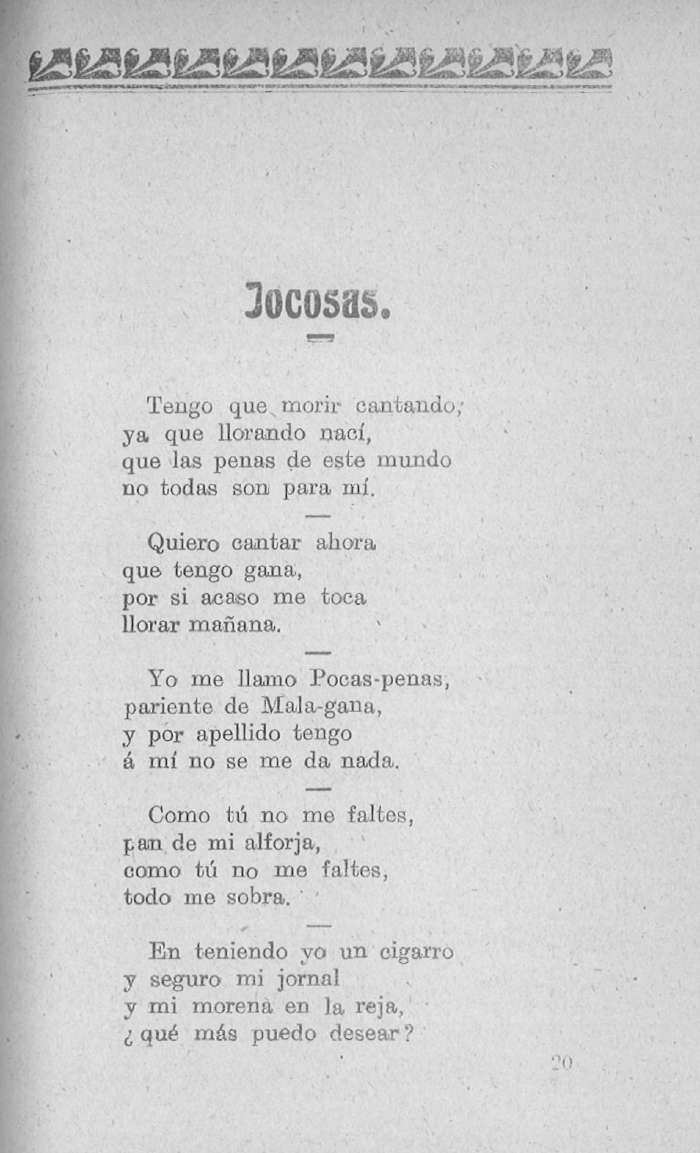 Jocosas.
Tengo que morir cantando,
ya que llorando nací,
que las penas de este mundo
no todas son para mí.
Quiero cantar ahora
que tengo gana,
por si acaso me toca
llorar mañana.
Yo me llamo Pocas-penas,
pariente de Mala-gana,
y por apellido tengo
á mí no se me da nada.
Como tú no me faltes,
pan de mi alforja,
como tú no me faltes,
todo me sobra.
En teniendo yo un cigarro
y seguro mi jornal
y mi morena en la reja,
¿qué más puedo desear?
20